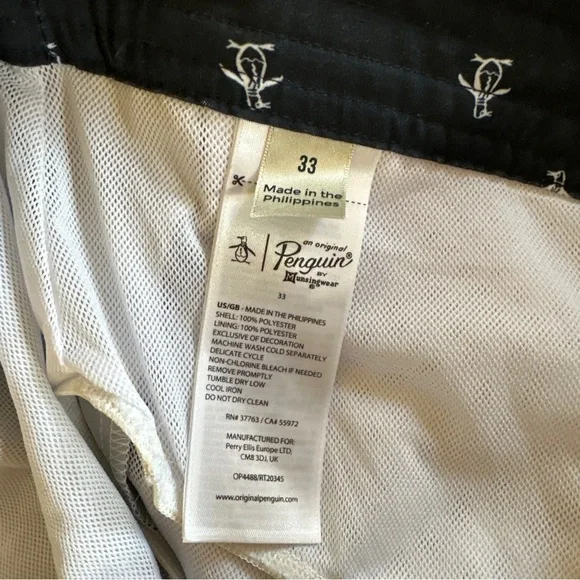 33
Made in the
Philippines
an original
Penguin®
BY
Munsingwear®
33
US/GB - MADE IN THE PHILIPPINES
SHELL: 100% POLYESTER
LINING: 100% POLYESTER
EXCLUSIVE OF DECORATION
MACHINE WASH COLD SEPARATELY
DELICATE CYCLE
NON-CHLORINE BLEACH IF NEEDED
REMOVE PROMPTLY
TUMBLE DRY LOW
COOL IRON
DO NOT DRY CLEAN
RN# 37763 / CA# 55972
MANUFACTURED FOR:
Perry Ellis Europe LTD.
CM8 3DJ, UK
OP4488/RT20345
www.originalpenguin.com